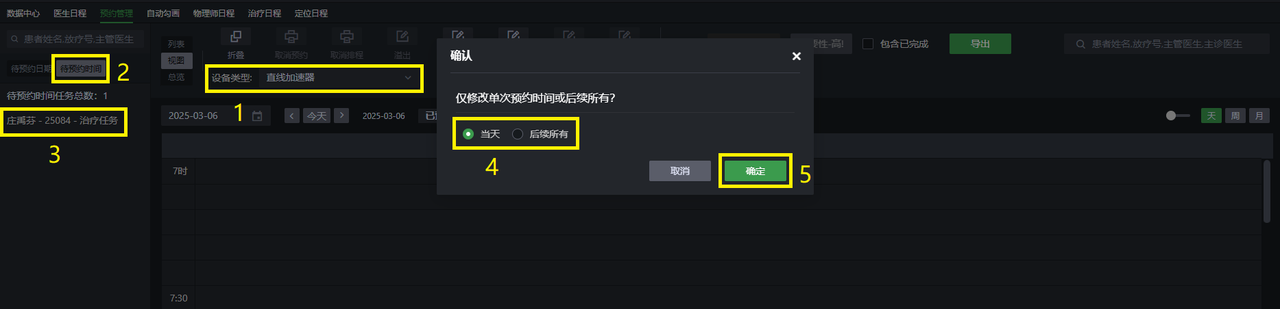 数据中心 医生日程 预约管理 自动勾画 物理师日程 治疗日程 定位日程
患者姓名,放疗号,主管医生
列表
视图
总览
折叠 取消预约 取消排程 退出
包含已完成
导出
患者姓名,放疗号,主管医生,主诊医生
待预约日期 待预约时间 2
设备类型: 直线加速器
1
待预约时间任务总数：1
庄禹芬 - 25084 - 治疗任务
3
2025-03-06 今天 2025-03-06
天 周 月
确认
仅修改单次预约时间或后续所有?
当天 后续所有
4
取消 确定 5
7时
7:30